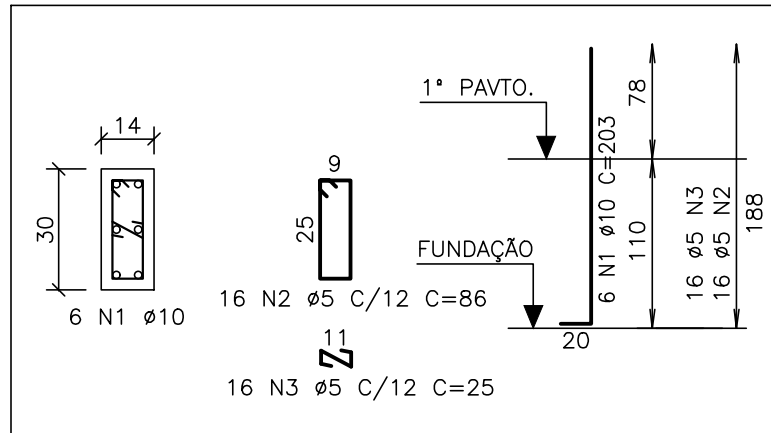 14
30
6 N1 ø10
9
25
16 N2 ø5 C/12 C=86
11
16 N3 ø5 C/12 C=25
1º PAVTO.
FUNDAÇÃO
20
6 N1 ø10 C=203
78
110
16 ø5 N3
16 ø5 N2
188